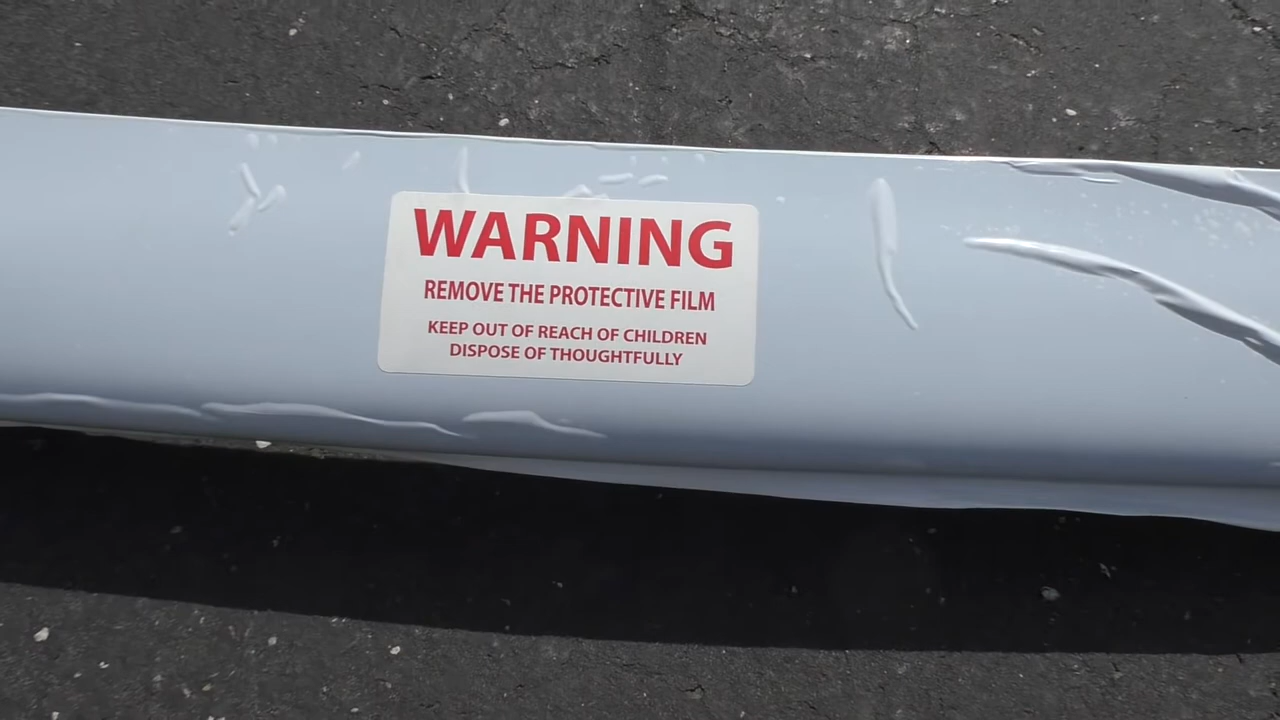 WARNING
REMOVE THE PROTECTIVE FILM
KEEP OUT OF REACH OF CHILDREN
DISPOSE OF THOUGHTFULLY